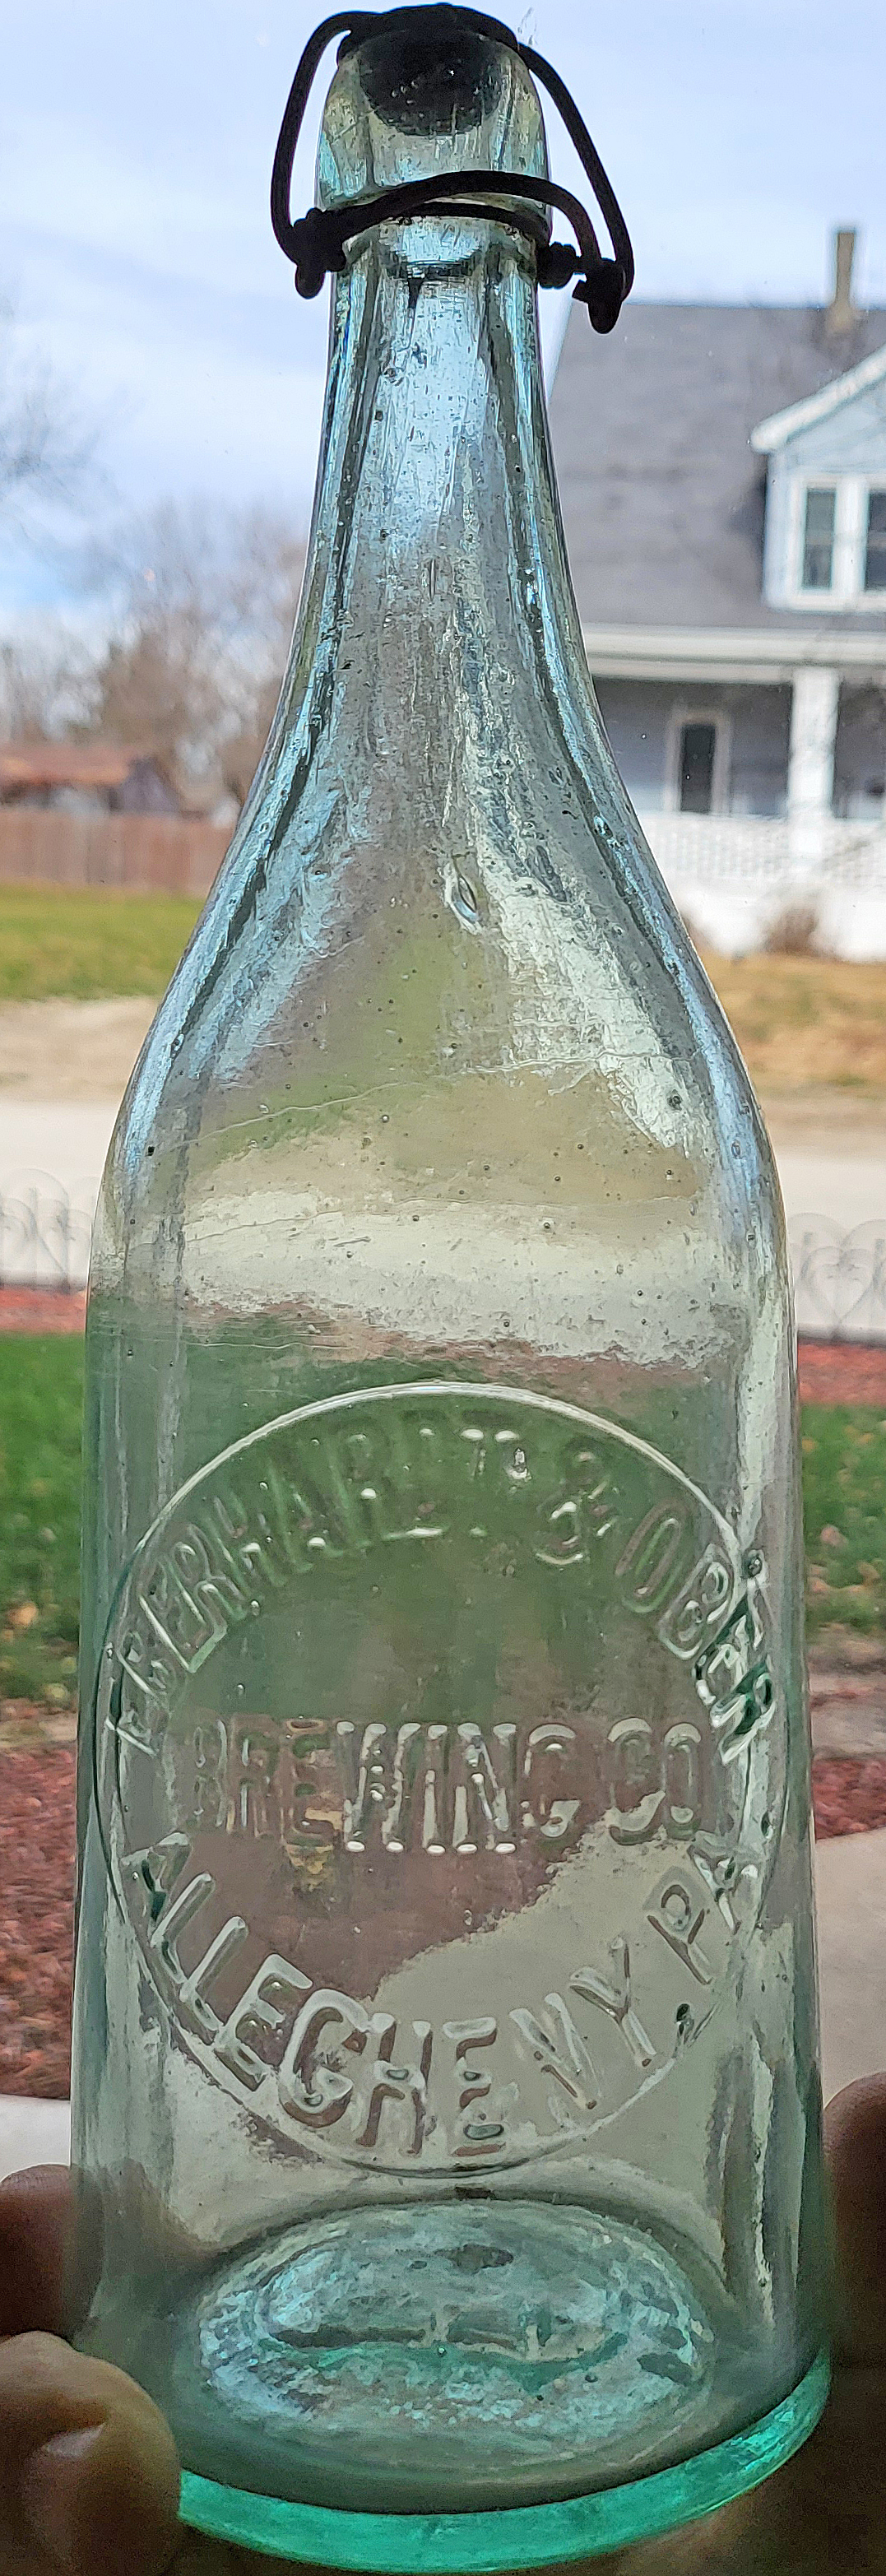 EBERHARDT & OBER
BREWING CO
ALLEGHENY, PA